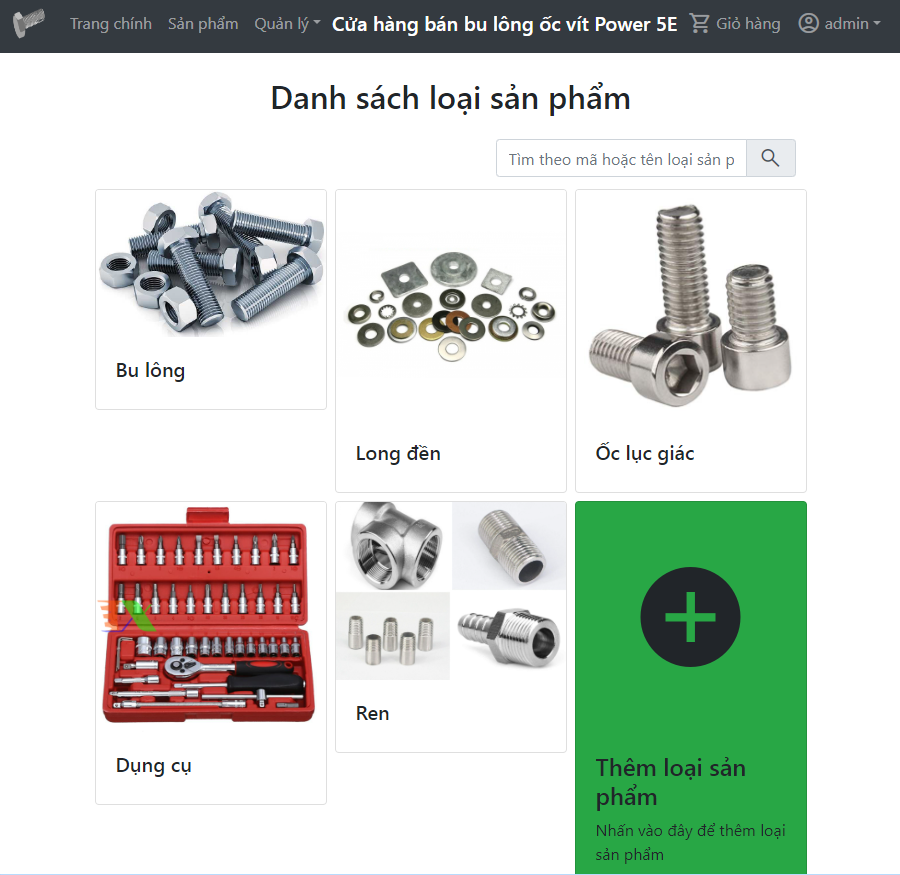 Trang chính Sản phẩm Quản lý Cửa hàng bán bu lông ốc vít Power 5E Giỏ hàng admin
Danh sách loại sản phẩm
Tìm theo mã hoặc tên loại sản p
Bu lông
Long đền
Ốc lục giác
Dụng cụ
Ren
Thêm loại sản
phẩm
Nhấn vào đây để thêm loại
sản phẩm